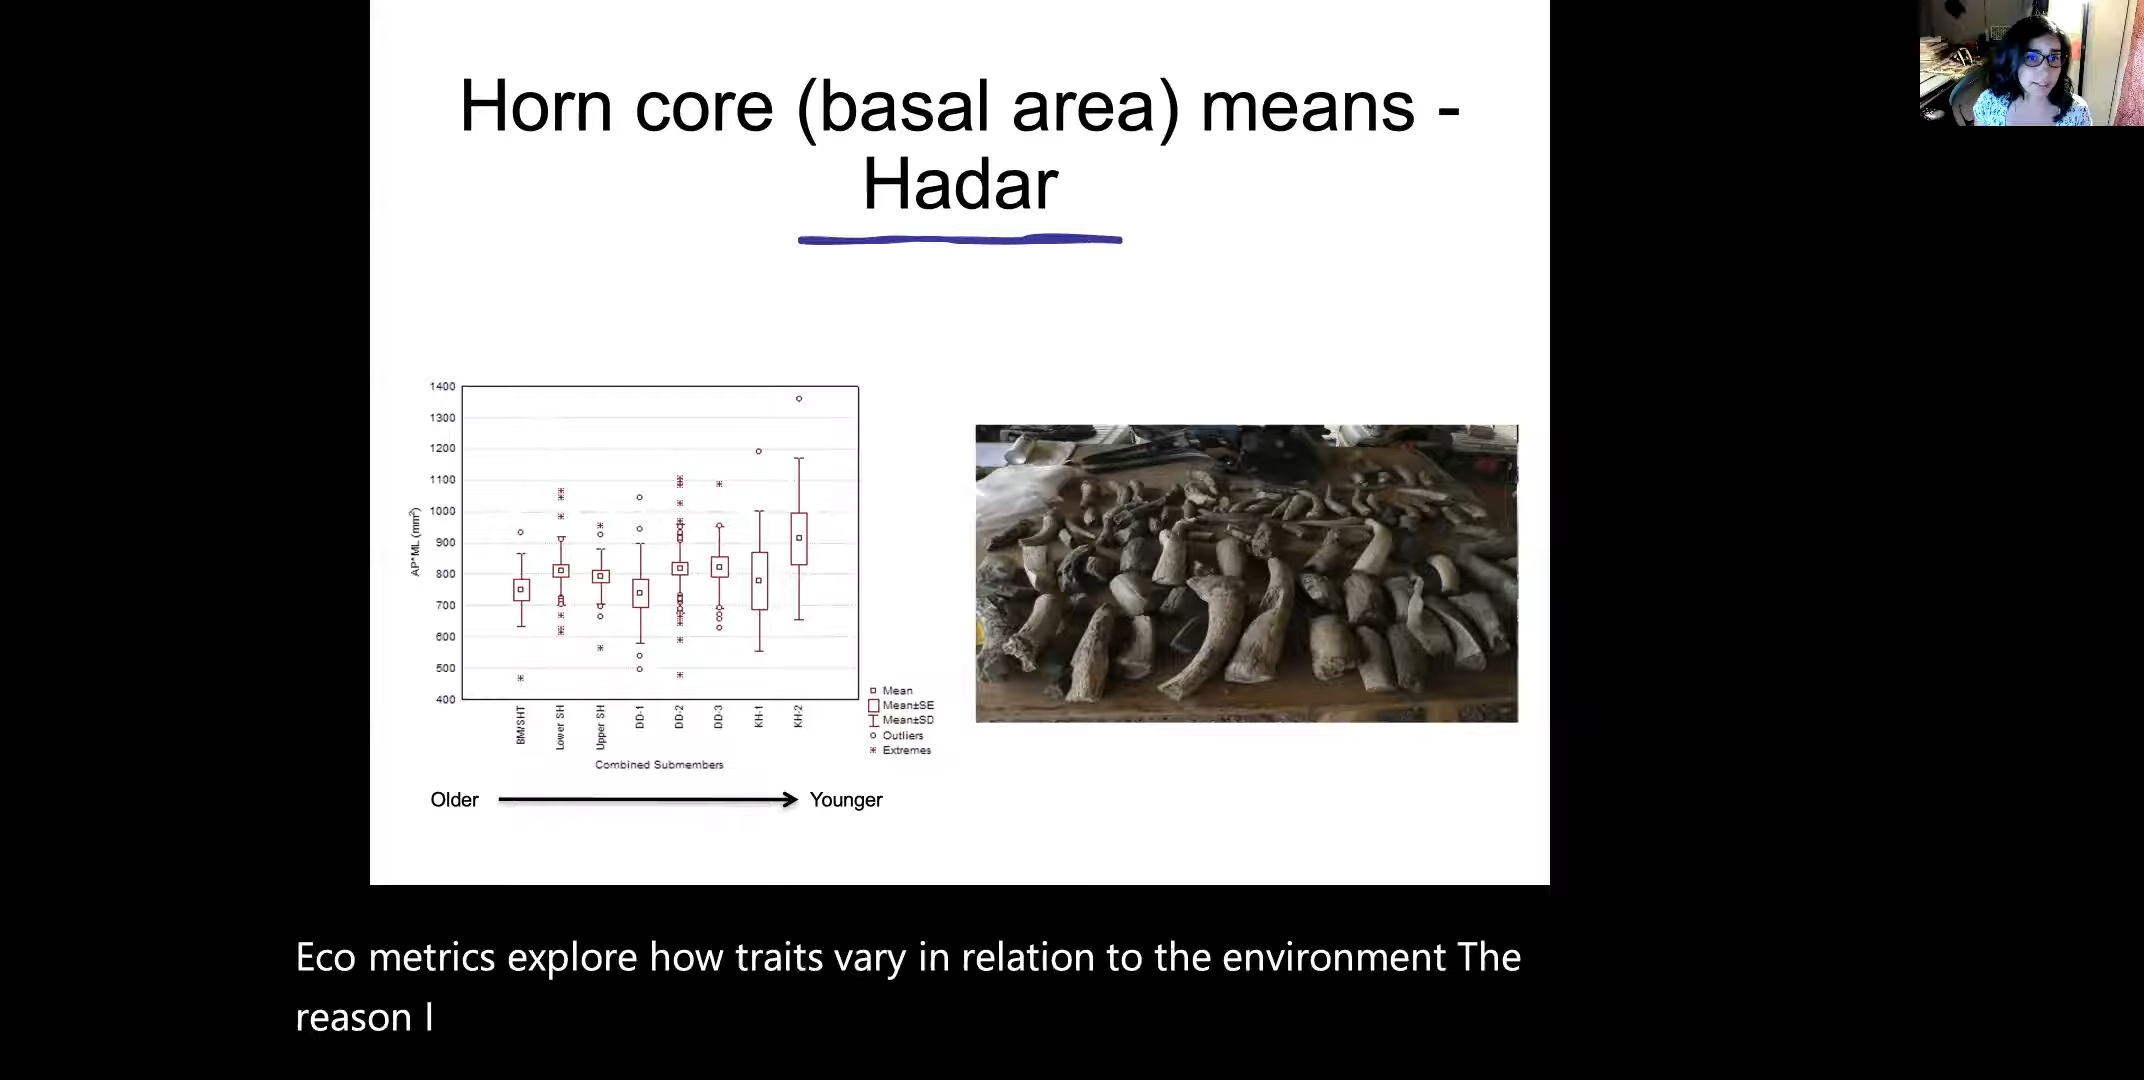 Horn core (basal area) means -
Hadar
1400
1300
1200
1100
1000
900
800
700
600
500
400
AP*ML (mm²)
BM/SHT
Lower SH
Upper SH
DD-1
DD-2
DD-3
KH-1
KH-2
Combined Submembers
Mean
Mean±SE
Mean±SD
Outliers
Extremes
Older
Younger
Eco metrics explore how traits vary in relation to the environment The
reason I